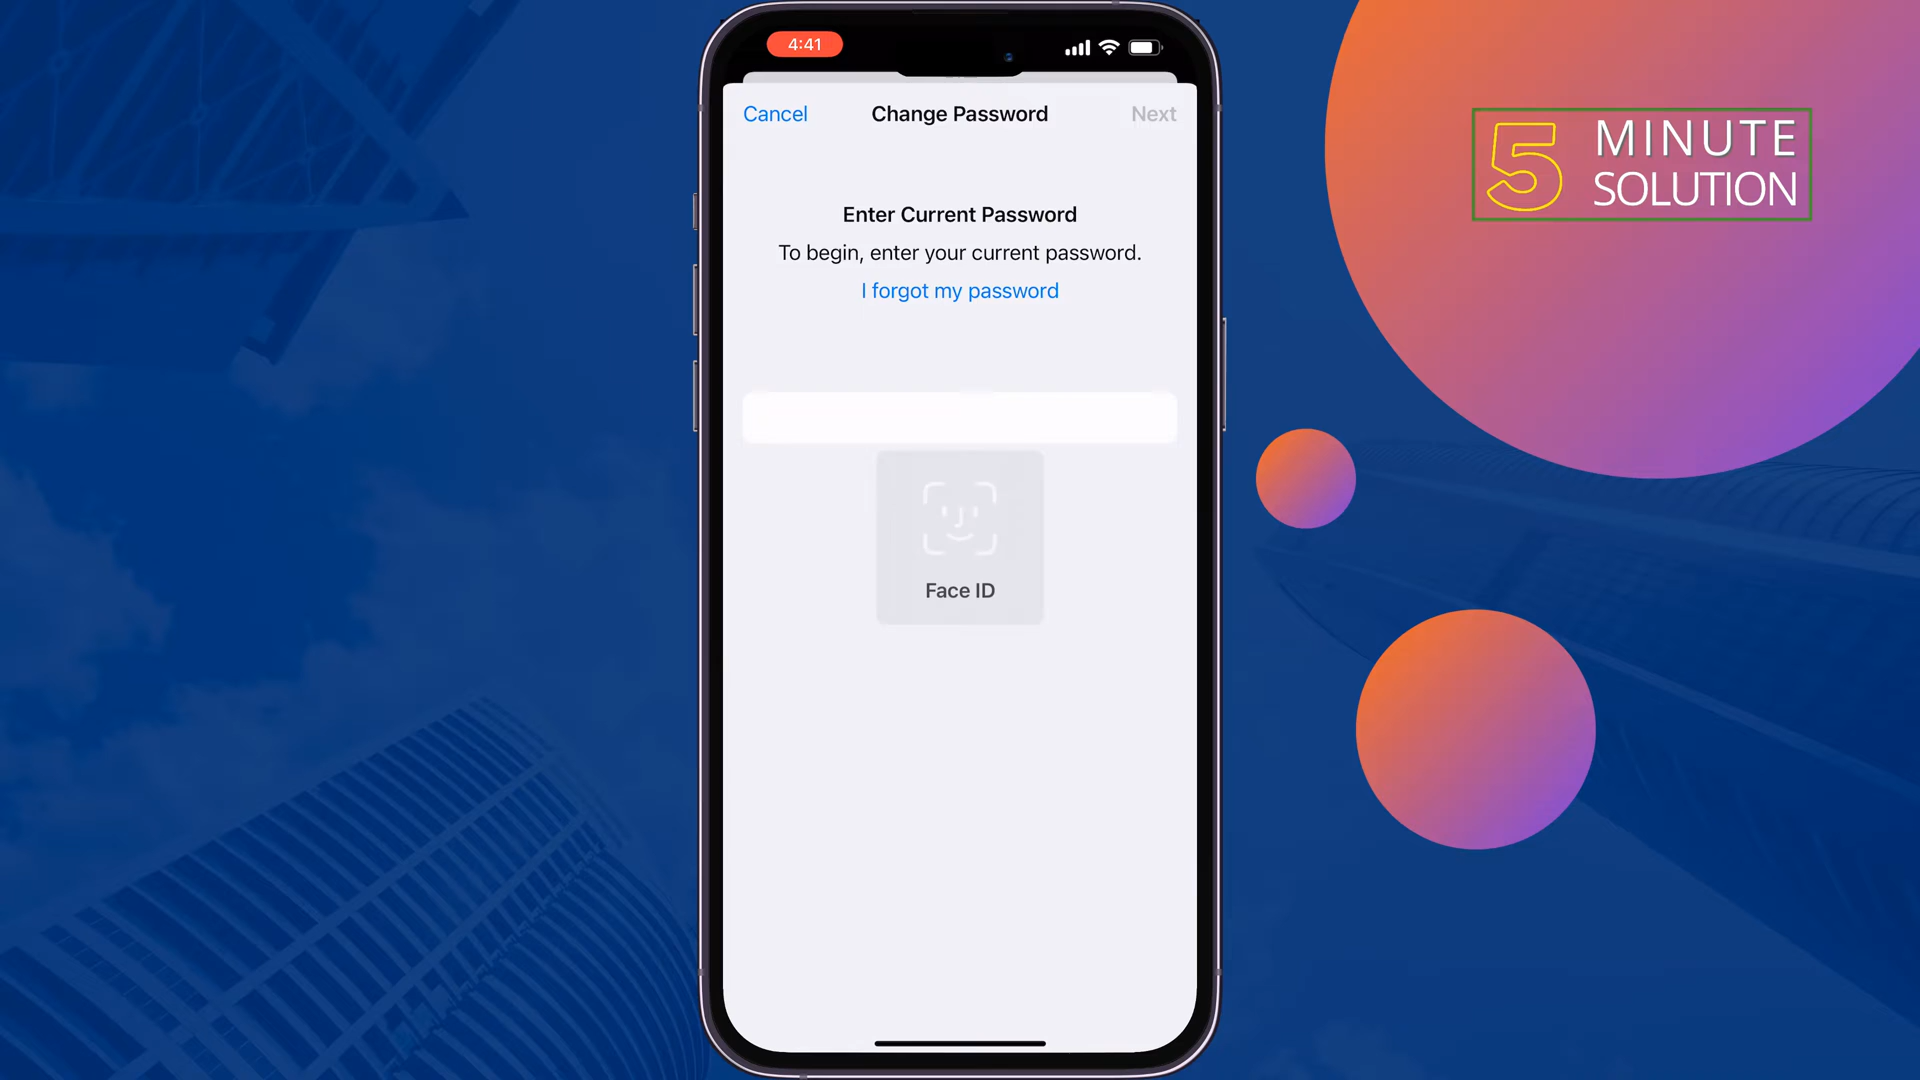 4:41
Cancel
Change Password
Next
Enter Current Password
To begin, enter your current password.
I forgot my password
Face ID
5 MINUTE
SOLUTION